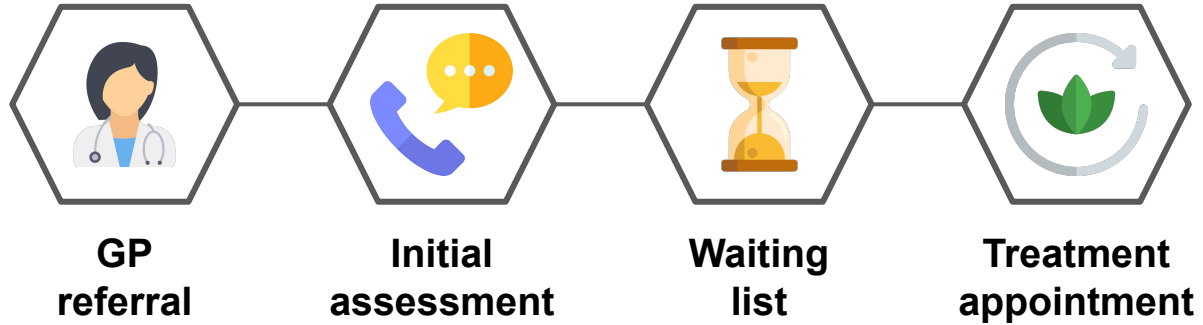 GP
referral
Initial
assessment
Waiting
list
Treatment
appointment